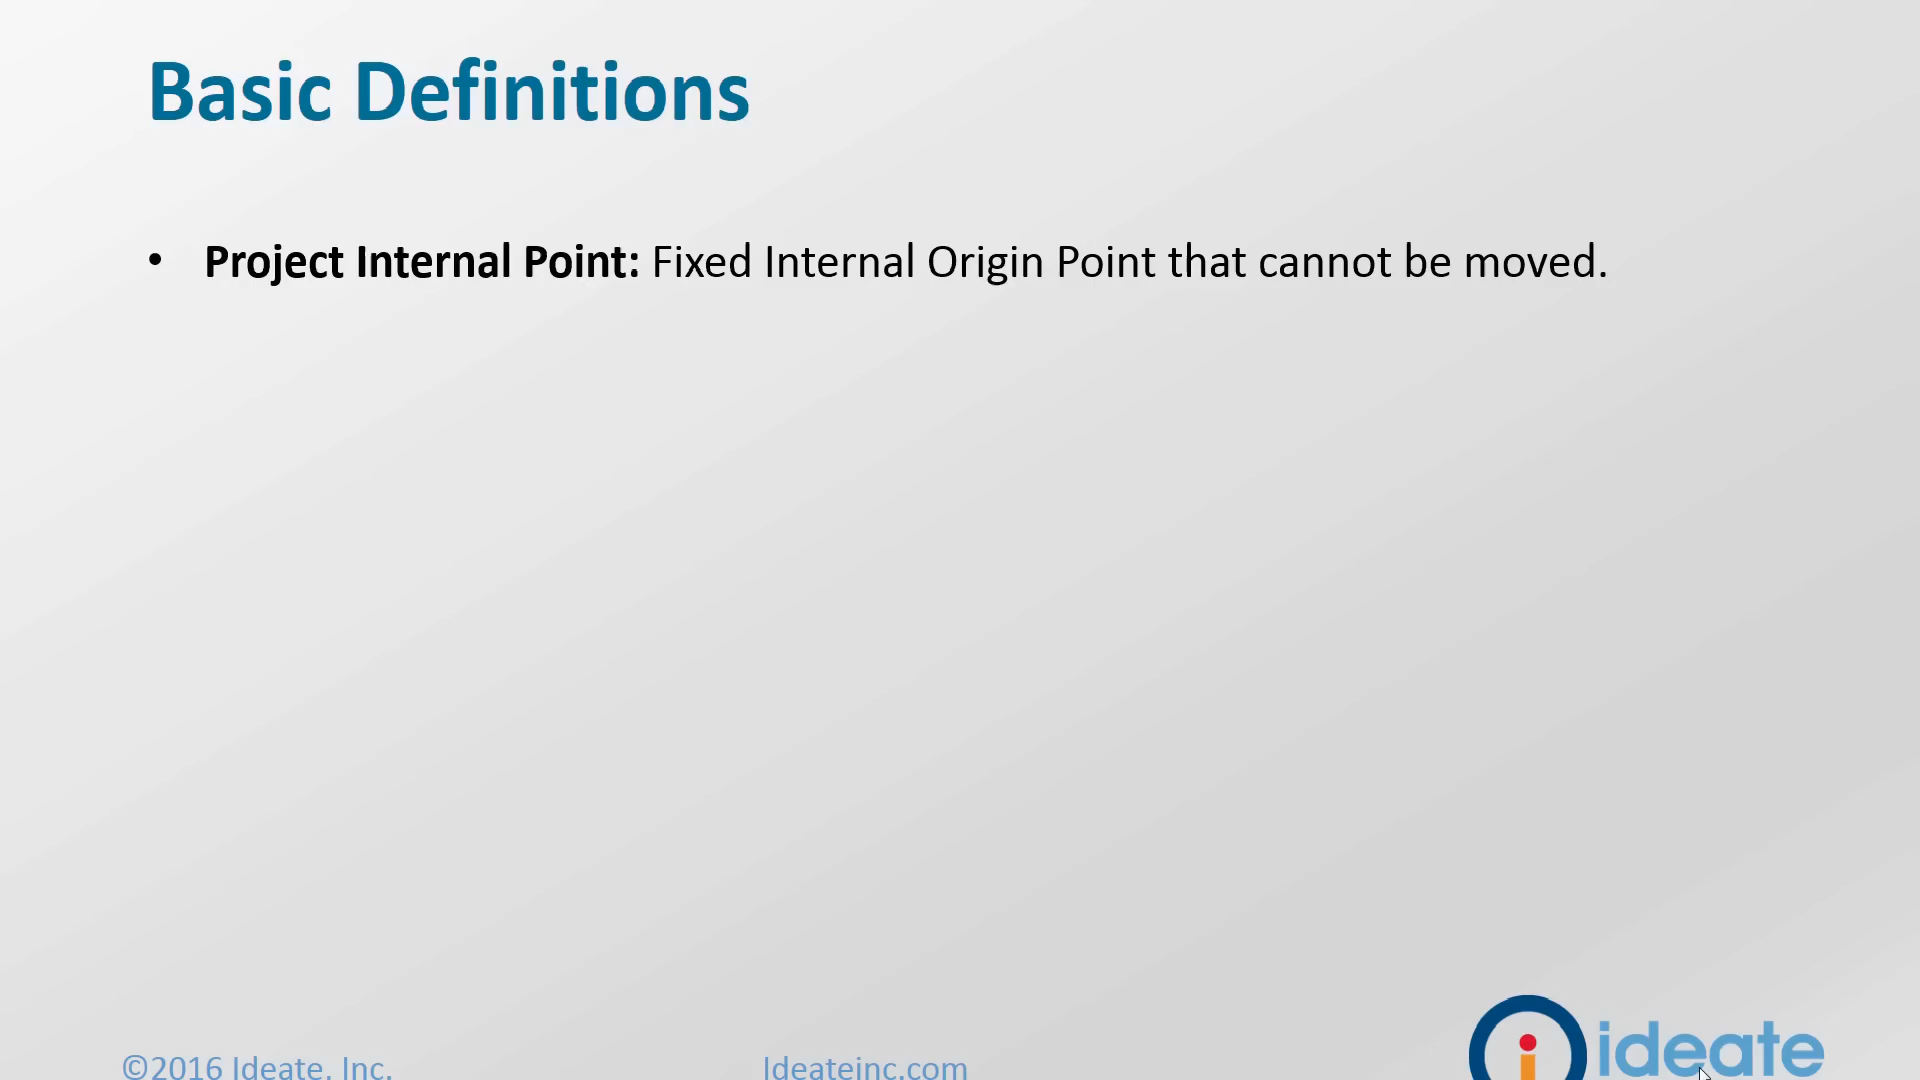 Basic Definitions
• Project Internal Point: Fixed Internal Origin Point that cannot be moved.
©2016 Ideate, Inc.
Ideateinc.com
ideate